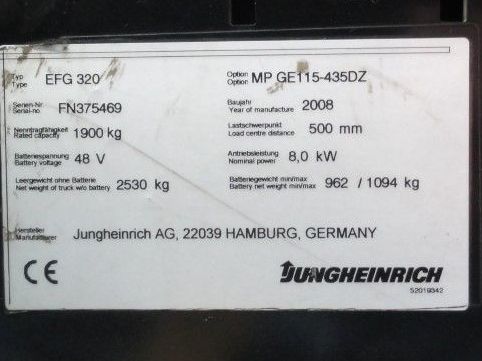 Typ
Type EFG 320 Option
Option MP GE115-435DZ
Serien-Nr.
Serial-no FN375469 Baujahr
Year of manufacture 2008
Nenntragfähigkeit
Rated capacity 1900 kg Lastschwerpunkt
Load centre distance 500 mm
Batteriespannung
Battery voltage 48 V Antriebsleistung
Nominal power 8,0 kW
Leergewicht ohne Batterie
Net weight of truck w/o battery 2530 kg Batteriegewicht min/max
Battery net weight min/max 962 / 1094 kg
Hersteller
Manufacturer Jungheinrich AG, 22039 HAMBURG, GERMANY
CE JUNGHEINRICH
52019342